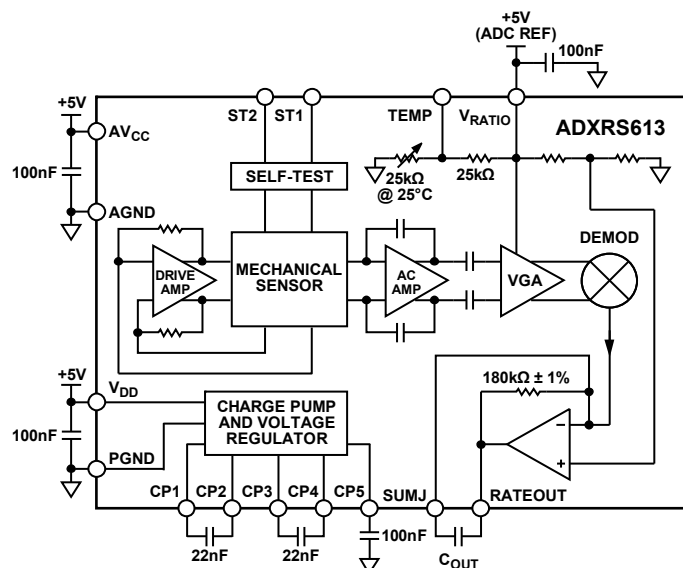 +5V
(ADC REF)
100nF
+5V
ST2 ST1
TEMP
VRATIO
ADXRS613
AVCC
100nF
25kΩ
@ 25°C
25kΩ
SELF-TEST
AGND
DEMOD
DRIVE
AMP
MECHANICAL
SENSOR
AC
AMP
VGA
+5V
180kΩ ± 1%
VDD
CHARGE PUMP
AND VOLTAGE
REGULATOR
100nF
–
+
PGND
CP1 CP2 CP3 CP4 CP5 SUMJ RATEOUT
22nF
22nF
100nF
COUT